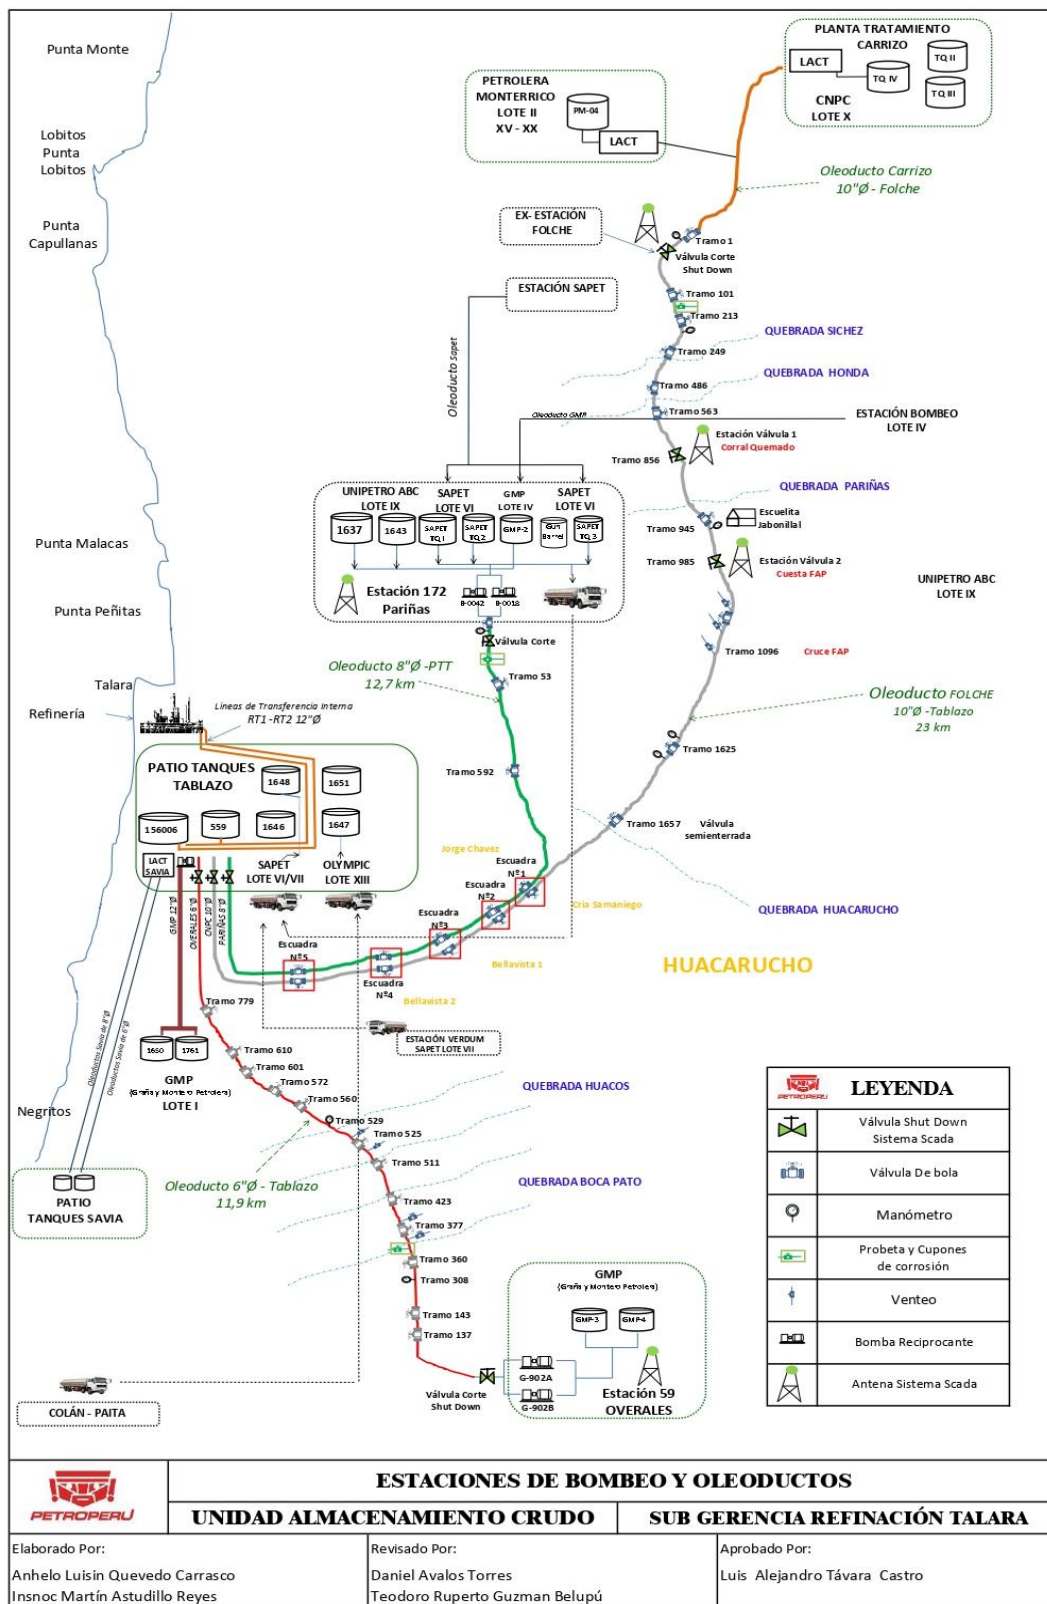 Punta Monte
Lobitos
Punta
Lobitos
Punta
Capullanas
Punta Malacas
Punta Peñitas
Talara
Refinería
Negritos
PLANTA TRATAMIENTO
CARRIZO
LACT
TQ II
TQ IV
TQ III
CNPC
LOTE X
PETROLERA
MONTERRICO
LOTE II
XV - XX
PM-04
LACT
Oleoducto Carrizo
10"Ø - Folche
EX- ESTACIÓN
FOLCHE
Tramo 1
Válvula Corte
Shut Down
ESTACIÓN SAPET
Oleoducto Sapet
Tramo 101
Tramo 213
QUEBRADA SICHEZ
Tramo 249
QUEBRADA HONDA
Tramo 486
Tramo 563
Oleoducto GMP
ESTACIÓN BOMBEO
LOTE IV
Estación Válvula 1
Corral Quemado
Tramo 856
QUEBRADA PARIÑAS
Tramo 945
Escuelita
Jabonillal
Tramo 985
Estación Válvula 2
Cuesta FAP
UNIPETRO ABC
LOTE IX
Tramo 1096
Cruce FAP
UNIPETRO ABC
LOTE IX
SAPET
LOTE VI
GMP
LOTE IV
SAPET
LOTE VI
1637
1643
SAPET
TQ 1
SAPET
TQ 2
GMP-2
Gun
Barrel
SAPET
TQ 3
Estación 172
Pariñas
B-0042
B-0018
Válvula Corte
Oleoducto 8"Ø -PTT
12,7 km
Tramo 53
Oleoducto FOLCHE
10"Ø -Tablazo
23 km
Tramo 1625
Tramo 592
Tramo 1657
Válvula
semienterrada
Líneas de Transferencia Interna
RT1 -RT2 12"Ø
PATIO TANQUES
TABLAZO
1648
1651
156006
559
1646
1647
LACT
SAVIA
SAPET
LOTE VI/VII
OLYMPIC
LOTE XIII
GMP 12"Ø
OVERALES 6"Ø
CNPC 10"Ø
PARIÑAS 8"Ø
Jorge Chavez
Escuadra
Nº1
Escuadra
Nº2
Cria Samaniego
QUEBRADA HUACARUCHO
Escuadra
Nº3
Bellavista 1
HUACARUCHO
Escuadra
Nº5
Escuadra
Nº4
Bellavista 2
Tramo 779
ESTACIÓN VERDUM
SAPET LOTE VII
Oleoductos Savia de 8"Ø
Oleoductos Savia de 6"Ø
1650
1761
GMP
(Graña y Montero Petrolera)
LOTE I
Tramo 610
Tramo 601
Tramo 572
Tramo 560
Tramo 529
Tramo 525
Tramo 511
QUEBRADA HUACOS
QUEBRADA BOCA PATO
Oleoducto 6"Ø - Tablazo
11,9 km
Tramo 423
Tramo 377
Tramo 360
Tramo 308
Tramo 143
Tramo 137
PATIO
TANQUES SAVIA
GMP
(Graña y Montero Petrolera)
GMP-3
GMP-4
G-902A
G-902B
Estación 59
OVERALES
Válvula Corte
Shut Down
COLÁN - PAITA
PETROPERU
LEYENDA
Válvula Shut Down
Sistema Scada
Válvula De bola
Manómetro
Probeta y Cupones
de corrosión
Venteo
Bomba Reciprocante
Antena Sistema Scada
PETROPERU
ESTACIONES DE BOMBEO Y OLEODUCTOS
UNIDAD ALMACENAMIENTO CRUDO
SUB GERENCIA REFINACIÓN TALARA
Elaborado Por:
Anhelo Luisin Quevedo Carrasco
Insnoc Martín Astudillo Reyes
Revisado Por:
Daniel Avalos Torres
Teodoro Ruperto Guzman Belupú
Aprobado Por:
Luis Alejandro Távara Castro